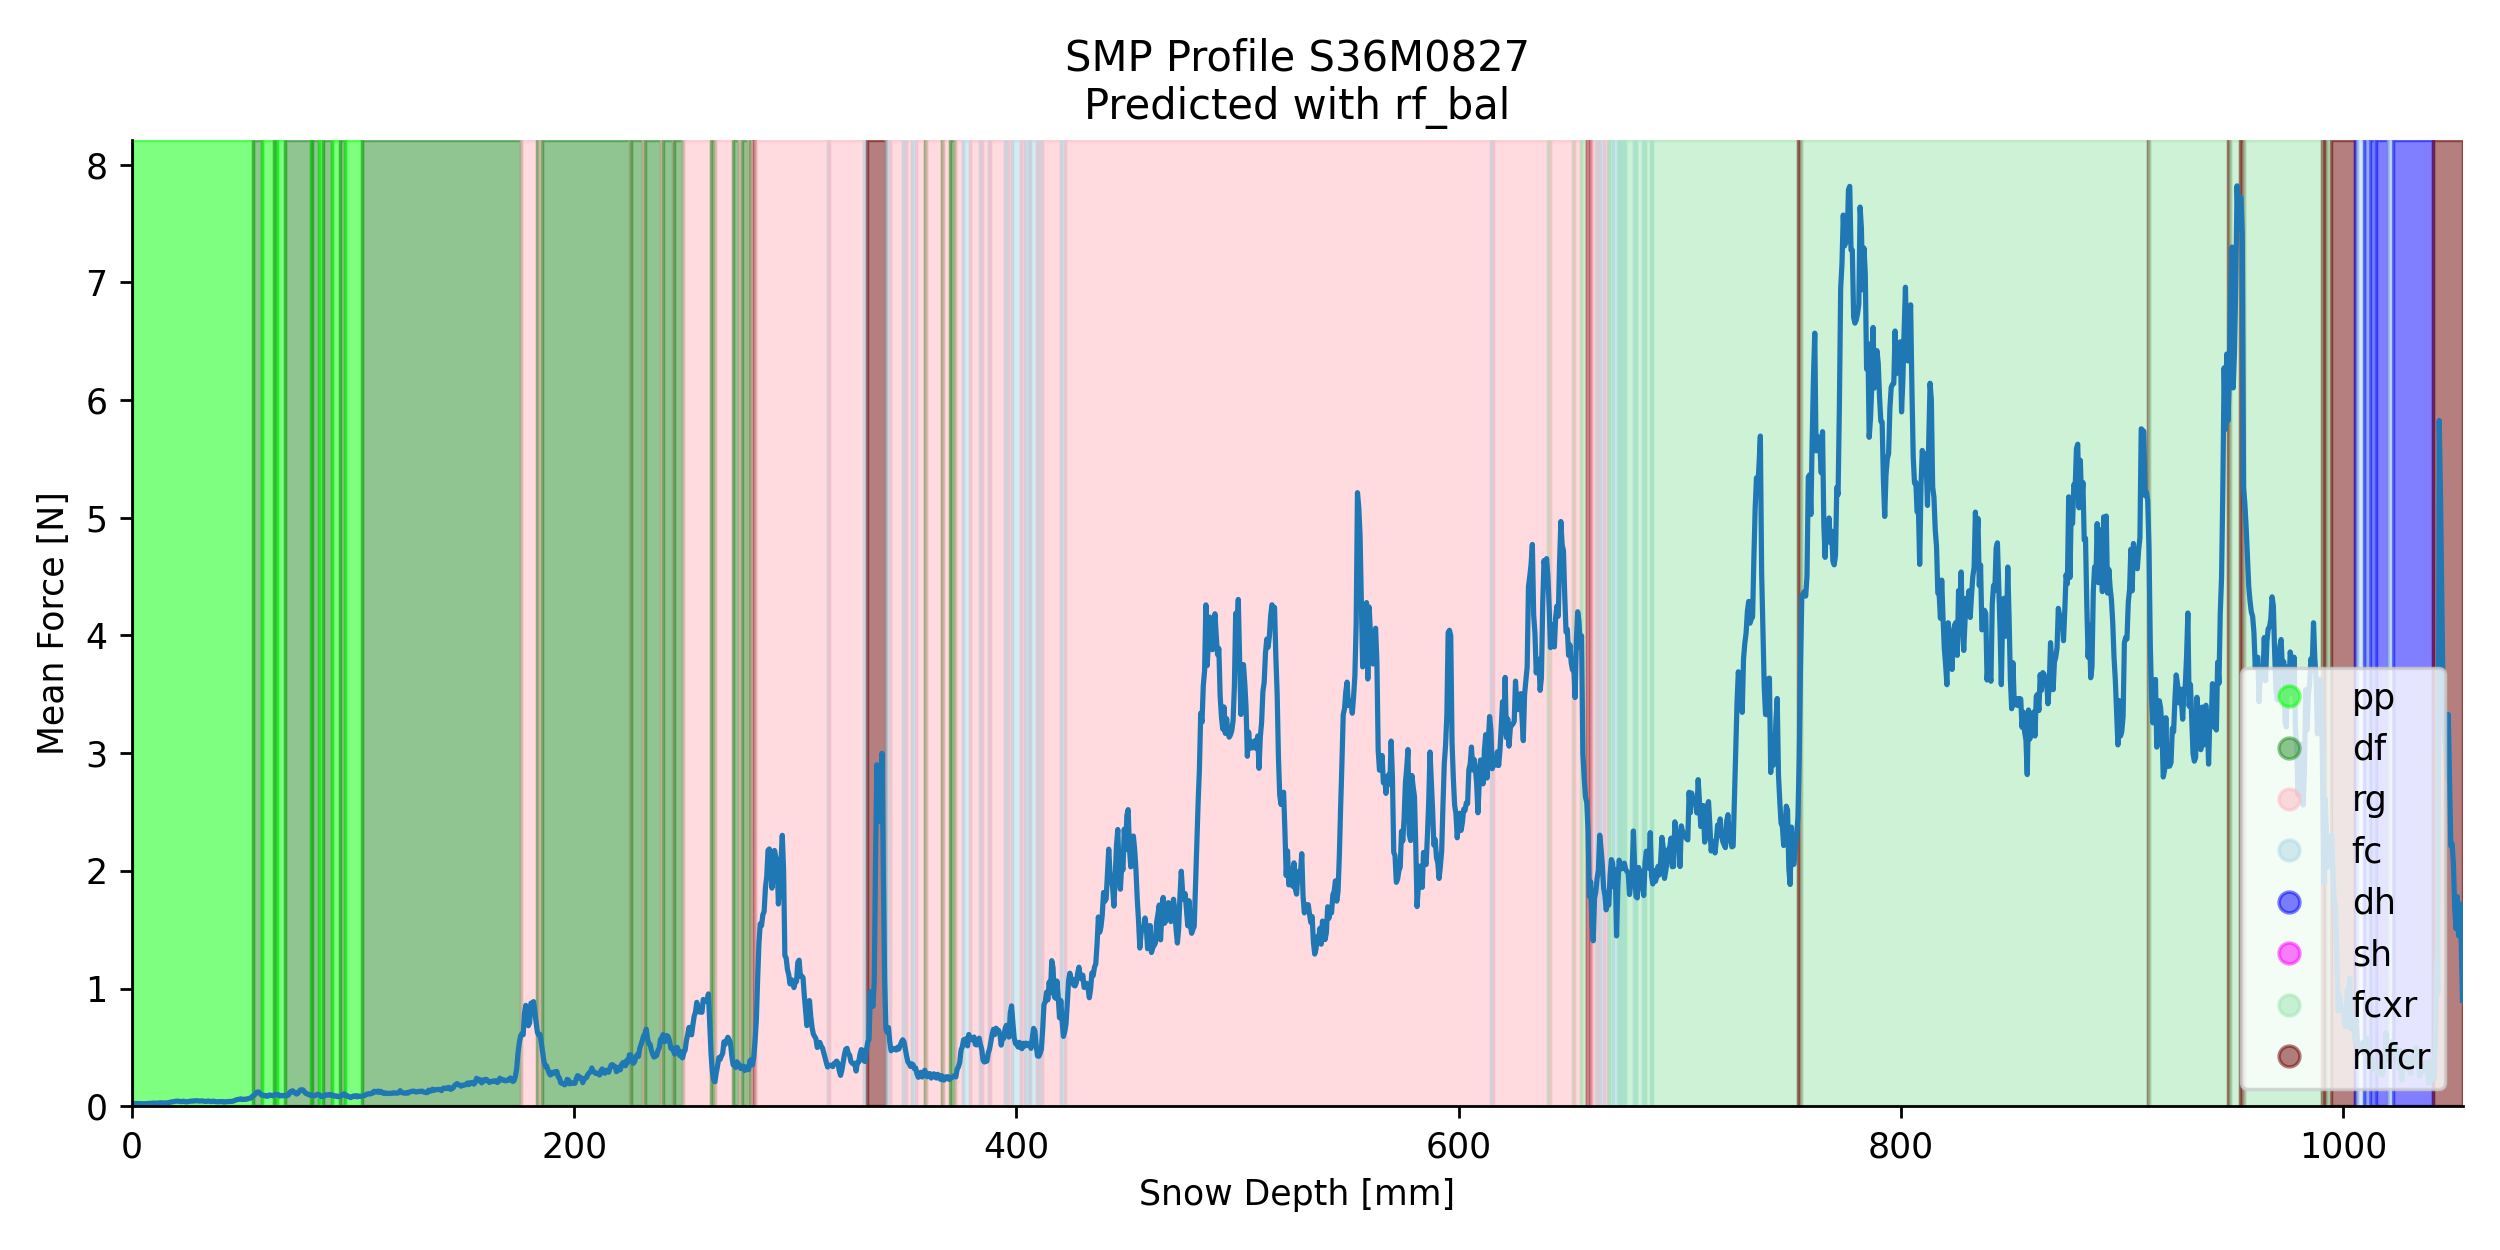 SMP Profile S36M0827
Predicted with rf_bal
8
7
6
5
4
3
2
1
0
Mean Force [N]
0 200 400 600 800 1000
Snow Depth [mm]
pp
df
rg
fc
dh
sh
fcxr
mfcr